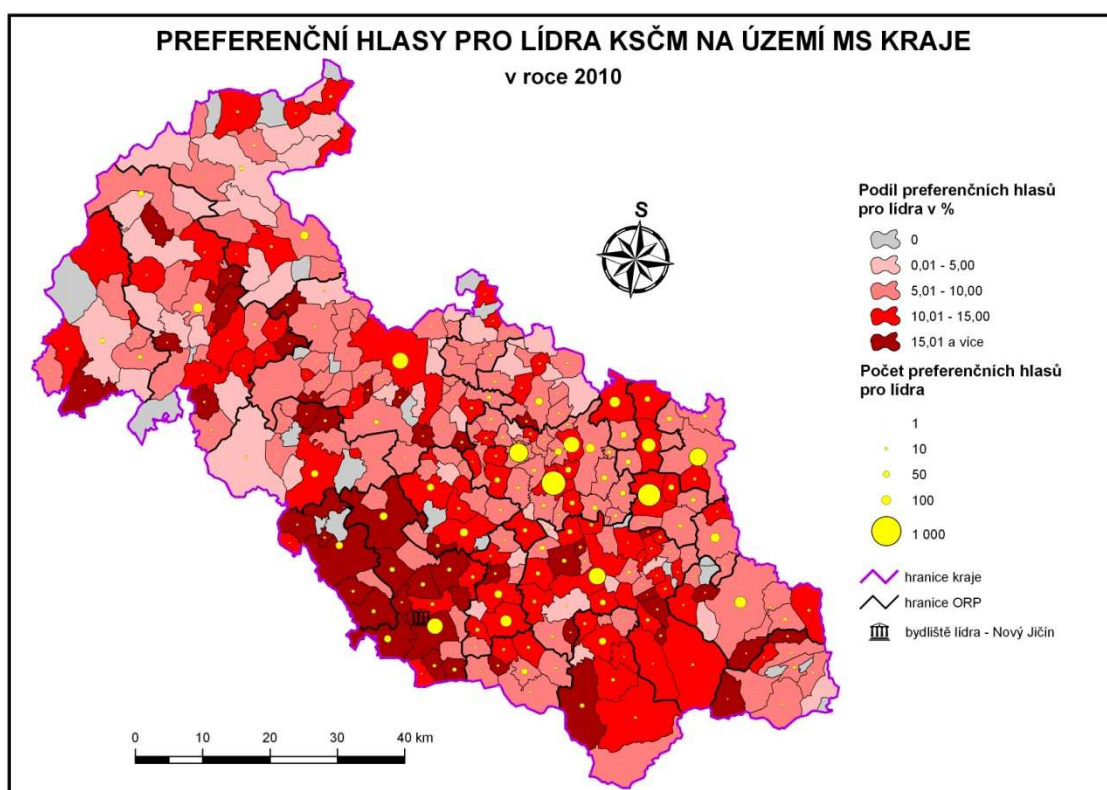 PREFERENČNÍ HLASY PRO LÍDRA KSČM NA ÚZEMÍ MS KRAJE
v roce 2010
S
Podíl preferenčních hlasů
pro lídra v %
0
0,01 - 5,00
5,01 - 10,00
10,01 - 15,00
15,01 a více
Počet preferenčních hlasů
pro lídra
1
10
50
100
1 000
hranice kraje
hranice ORP
bydliště lídra - Nový Jičín
0 10 20 30 40 km